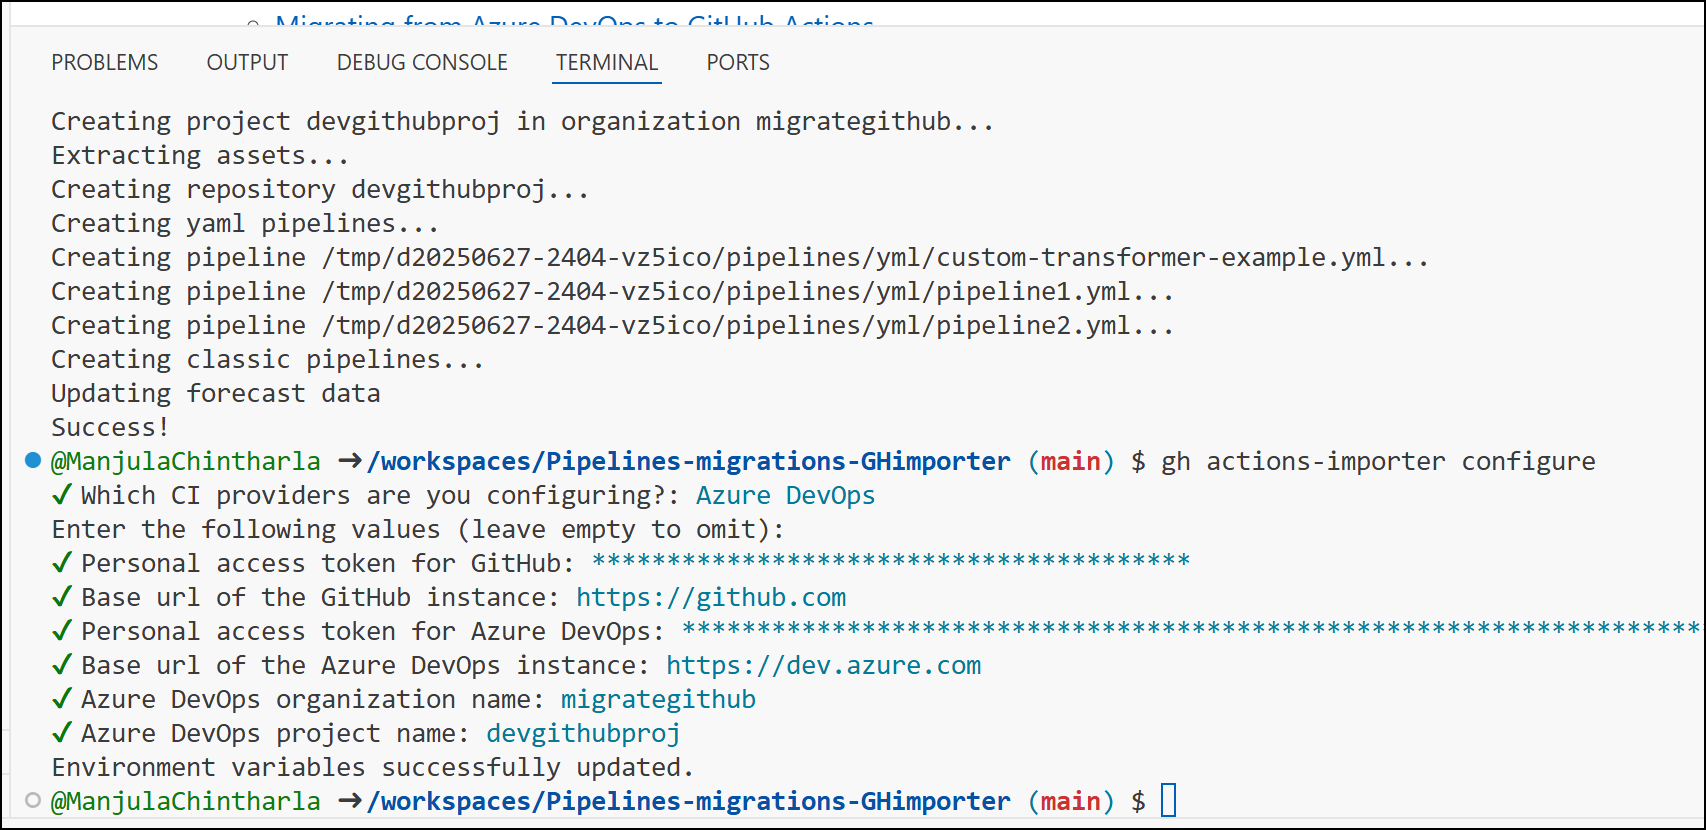 Migrating from Azure DevOps to GitHub Actions
PROBLEMS OUTPUT DEBUG CONSOLE TERMINAL PORTS
Creating project devgithubproj in organization migrategithub...
Extracting assets...
Creating repository devgithubproj...
Creating yaml pipelines...
Creating pipeline /tmp/d20250627-2404-vz5ico/pipelines/yml/custom-transformer-example.yml...
Creating pipeline /tmp/d20250627-2404-vz5ico/pipelines/yml/pipeline1.yml...
Creating pipeline /tmp/d20250627-2404-vz5ico/pipelines/yml/pipeline2.yml...
Creating classic pipelines...
Updating forecast data
Success!
@ManjulaChintharla ➜/workspaces/Pipelines-migrations-GHimporter (main) $ gh actions-importer configure
✓ Which CI providers are you configuring?: Azure DevOps
Enter the following values (leave empty to omit):
✓ Personal access token for GitHub: ****************************************
✓ Base url of the GitHub instance: https://github.com
✓ Personal access token for Azure DevOps: ********************************************************************
✓ Base url of the Azure DevOps instance: https://dev.azure.com
✓ Azure DevOps organization name: migrategithub
✓ Azure DevOps project name: devgithubproj
Environment variables successfully updated.
@ManjulaChintharla ➜/workspaces/Pipelines-migrations-GHimporter (main) $